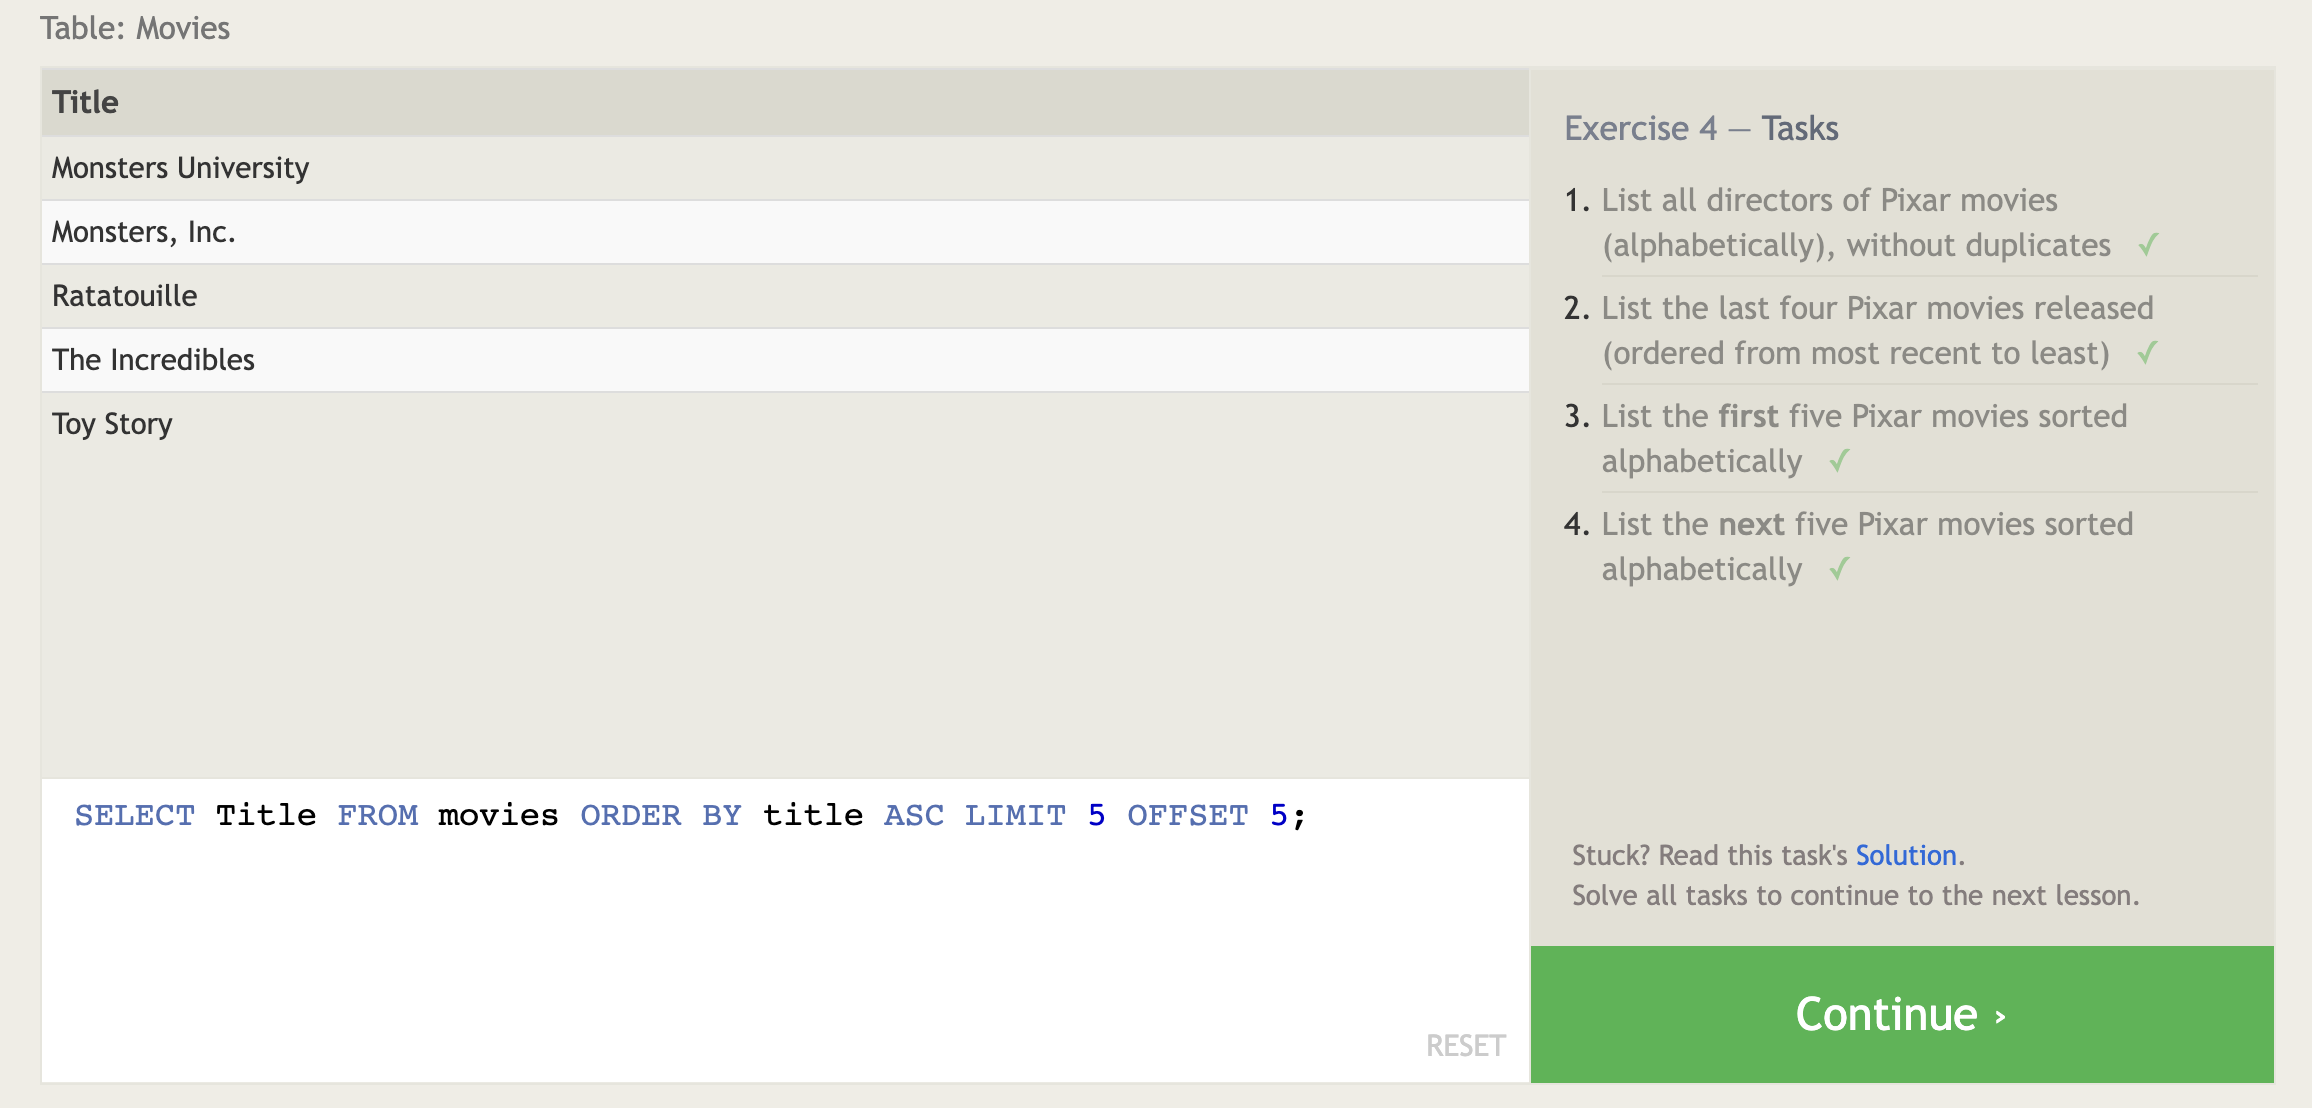 Table: Movies
Title
Monsters University
Monsters, Inc.
Ratatouille
The Incredibles
Toy Story
SELECT Title FROM movies ORDER BY title ASC LIMIT 5 OFFSET 5;
RESET
Exercise 4 — Tasks
1. List all directors of Pixar movies
(alphabetically), without duplicates ✓
2. List the last four Pixar movies released
(ordered from most recent to least) ✓
3. List the first five Pixar movies sorted
alphabetically ✓
4. List the next five Pixar movies sorted
alphabetically ✓
Stuck? Read this task's Solution.
Solve all tasks to continue to the next lesson.
Continue ›